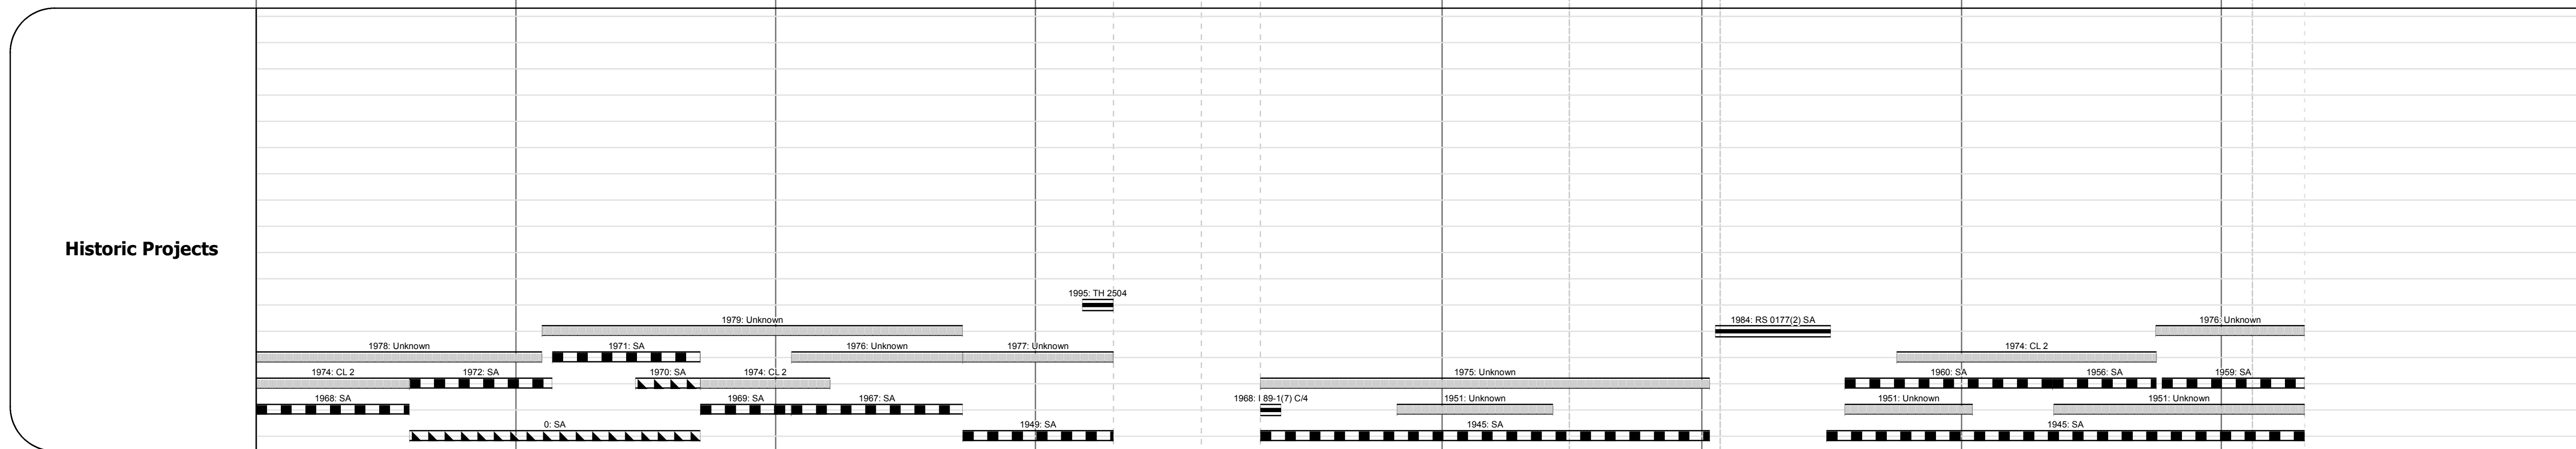 Historic Projects
1995: TH 2504
1979: Unknown
1984: RS 0177(2) SA
1976: Unknown
1978: Unknown
1971: SA
1976: Unknown
1977: Unknown
1974: CL 2
1974: CL 2
1972: SA
1970: SA
1974: CL 2
1975: Unknown
1960: SA
1956: SA
1959: SA
1968: SA
1969: SA
1967: SA
1968: I 89-1(7) C/4
1951: Unknown
1951: Unknown
1951: Unknown
0: SA
1949: SA
1945: SA
1945: SA